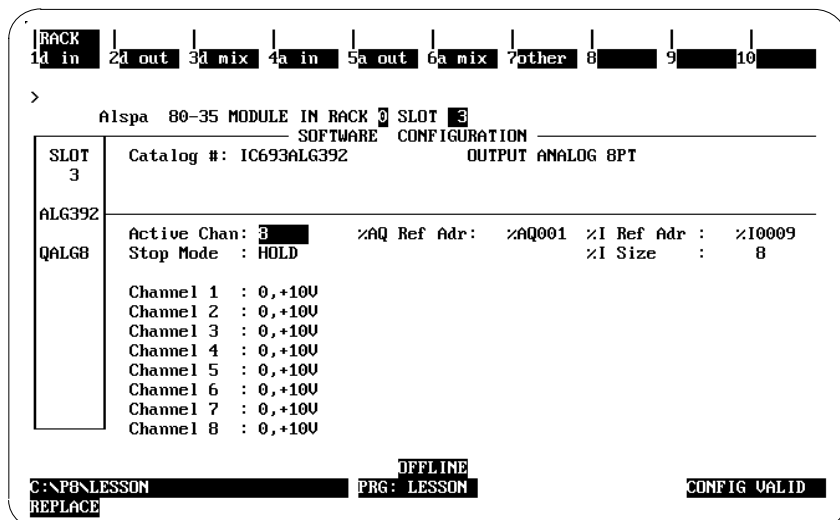 RACK
1d in 2d out 3d mix 4a in 5a out 6a mix 7other 8 9 10
>
Alspa 80-35 MODULE IN RACK 0 SLOT 3
SOFTWARE CONFIGURATION
SLOT Catalog #: IC693ALG392 OUTPUT ANALOG 8PT
3
ALG392
Active Chan: 8 %AQ Ref Adr: %AQ001 %I Ref Adr : %I0009
QALG8 Stop Mode : HOLD %I Size : 8
Channel 1 : 0,+10V
Channel 2 : 0,+10V
Channel 3 : 0,+10V
Channel 4 : 0,+10V
Channel 5 : 0,+10V
Channel 6 : 0,+10V
Channel 7 : 0,+10V
Channel 8 : 0,+10V
OFFLINE
C:\P8\LESSON PRG: LESSON CONFIG VALID
REPLACE